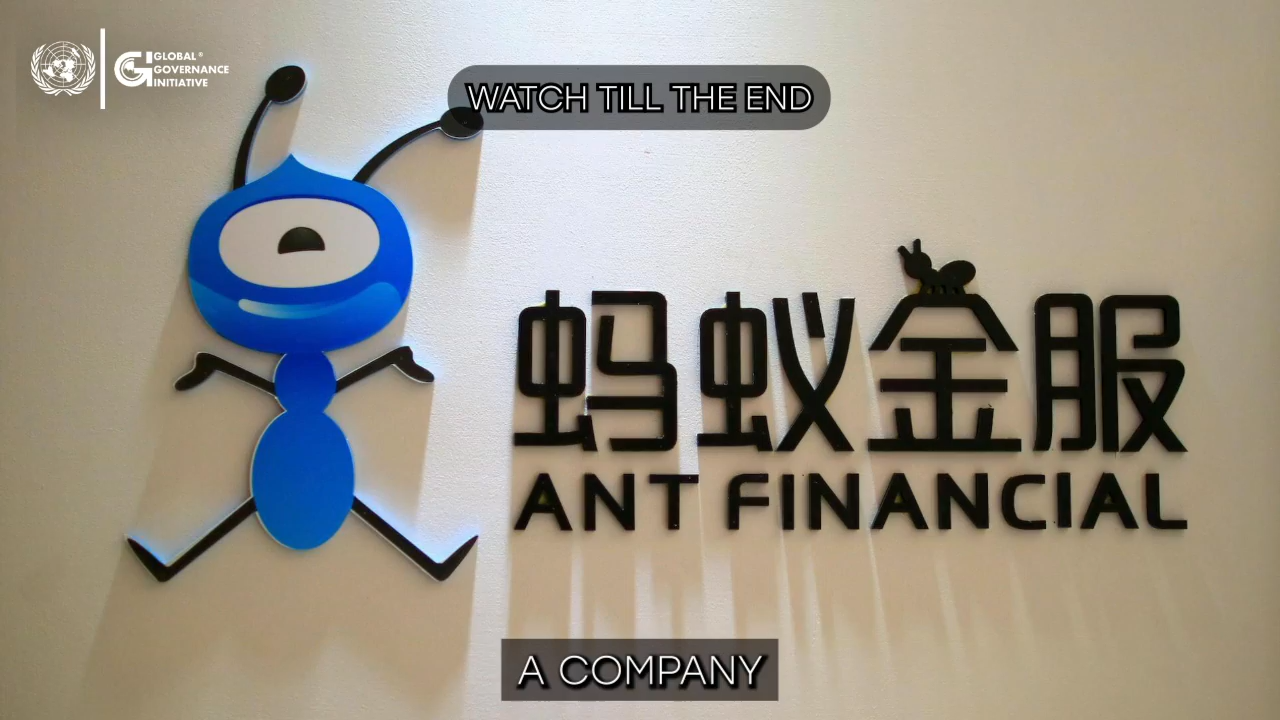 GLOBAL®
GOVERNANCE
INITIATIVE
WATCH TILL THE END
蚂蚁金服
ANT FINANCIAL
A COMPANY